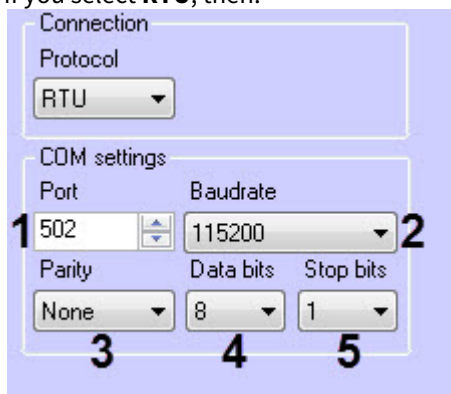 If you select RTU, then:
Connection
Protocol
RTU
COM settings
Port Baudrate
1 502 115200 2
Parity Data bits Stop bits
None 8 1
3 4 5